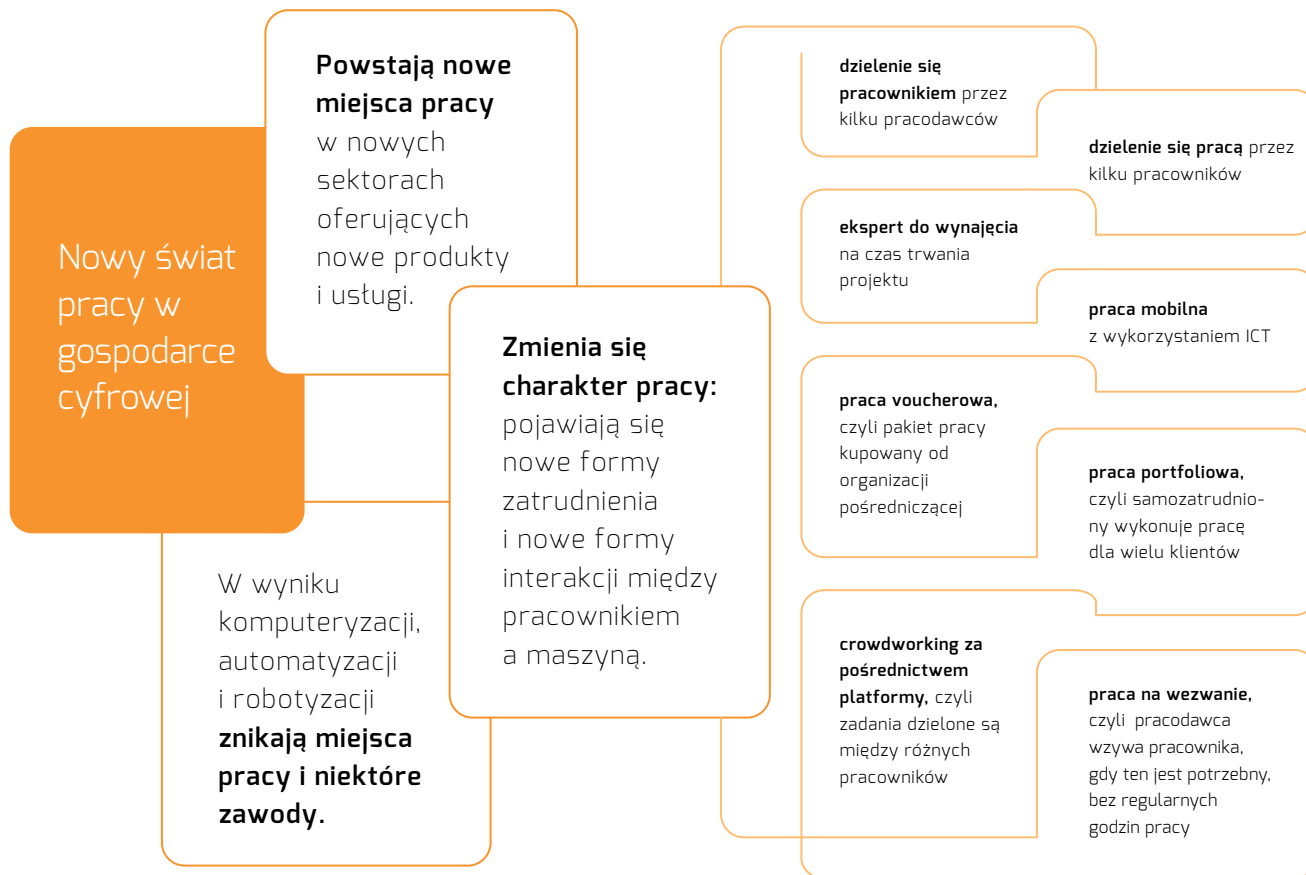 Nowy świat
pracy w
gospodarce
cyfrowej
Powstają nowe
miejsca pracy
w nowych
sektorach
oferujących
nowe produkty
i usługi.
Zmienia się
charakter pracy:
pojawiają się
nowe formy
zatrudnienia
i nowe formy
interakcji między
pracownikiem
a maszyną.
W wyniku
komputeryzacji,
automatyzacji
i robotyzacji
znikają miejsca
pracy i niektóre
zawody.
dzielenie się
pracownikiem przez
kilku pracodawców
dzielenie się pracą przez
kilku pracowników
ekspert do wynajęcia
na czas trwania
projektu
praca mobilna
z wykorzystaniem ICT
praca voucherowa,
czyli pakiet pracy
kupowany od
organizacji
pośredniczącej
praca portfoliowa,
czyli samozatrudnio-
ny wykonuje pracę
dla wielu klientów
crowdworking za
pośrednictwem
platformy, czyli
zadania dzielone są
między różnych
pracowników
praca na wezwanie,
czyli pracodawca
wzywa pracownika,
gdy ten jest potrzebny,
bez regularnych
godzin pracy